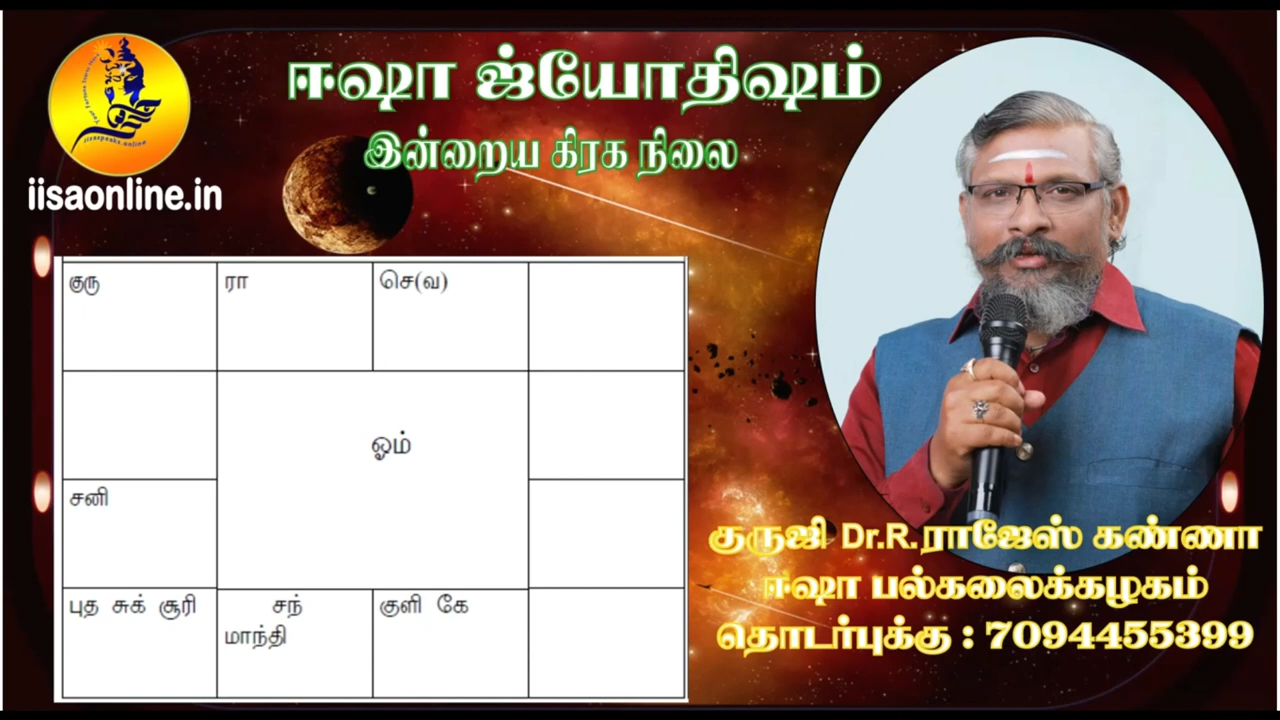 ஈஷா ஜ்யோதிஷம்
இன்றைய கிரக நிலை
iisaonline.in
குரு
ரா
செ(வ)
ஓம்
சனி
புத சுக் சூரி
சந்
மாந்தி
குளி கே
குருஜி Dr.R.ராஜேஸ் கண்ணா
ஈஷா பல்கலைக்கழகம்
தொடர்புக்கு : 7094455399